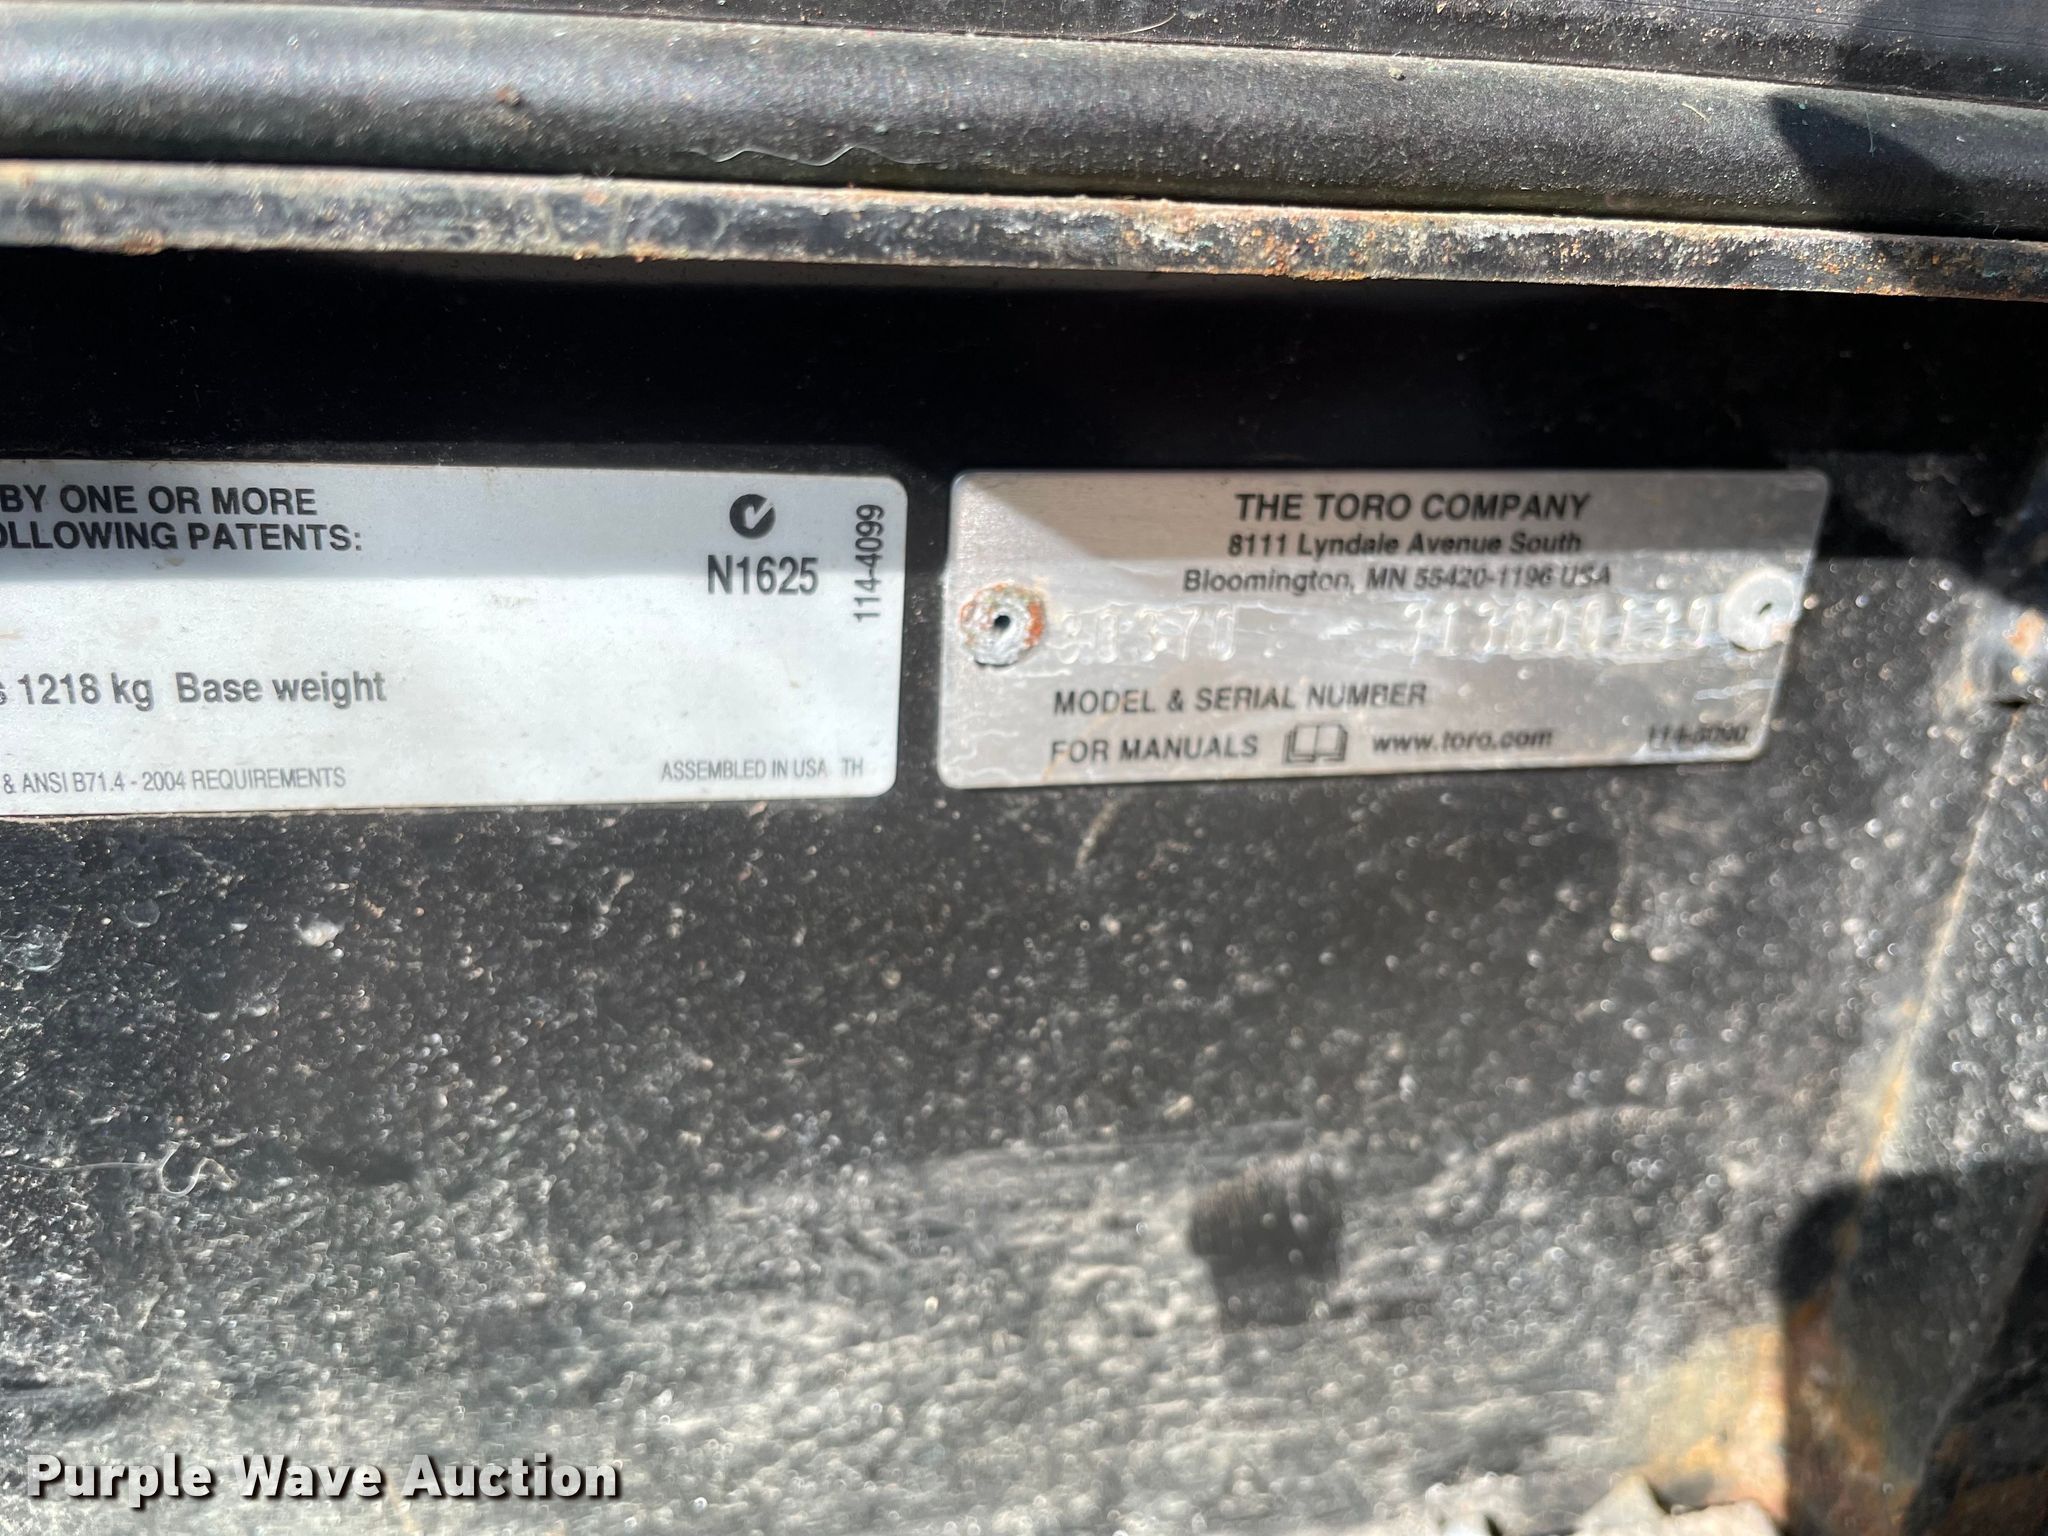 BY ONE OR MORE
OLLOWING PATENTS:
N1625
114-4099
1218 kg Base weight
& ANSI B71.4 - 2004 REQUIREMENTS
ASSEMBLED IN USA TH
THE TORO COMPANY
8111 Lyndale Avenue South
Bloomington, MN 55420-1196 USA
30370
MODEL & SERIAL NUMBER
FOR MANUALS www.toro.com
Purple Wave Auction